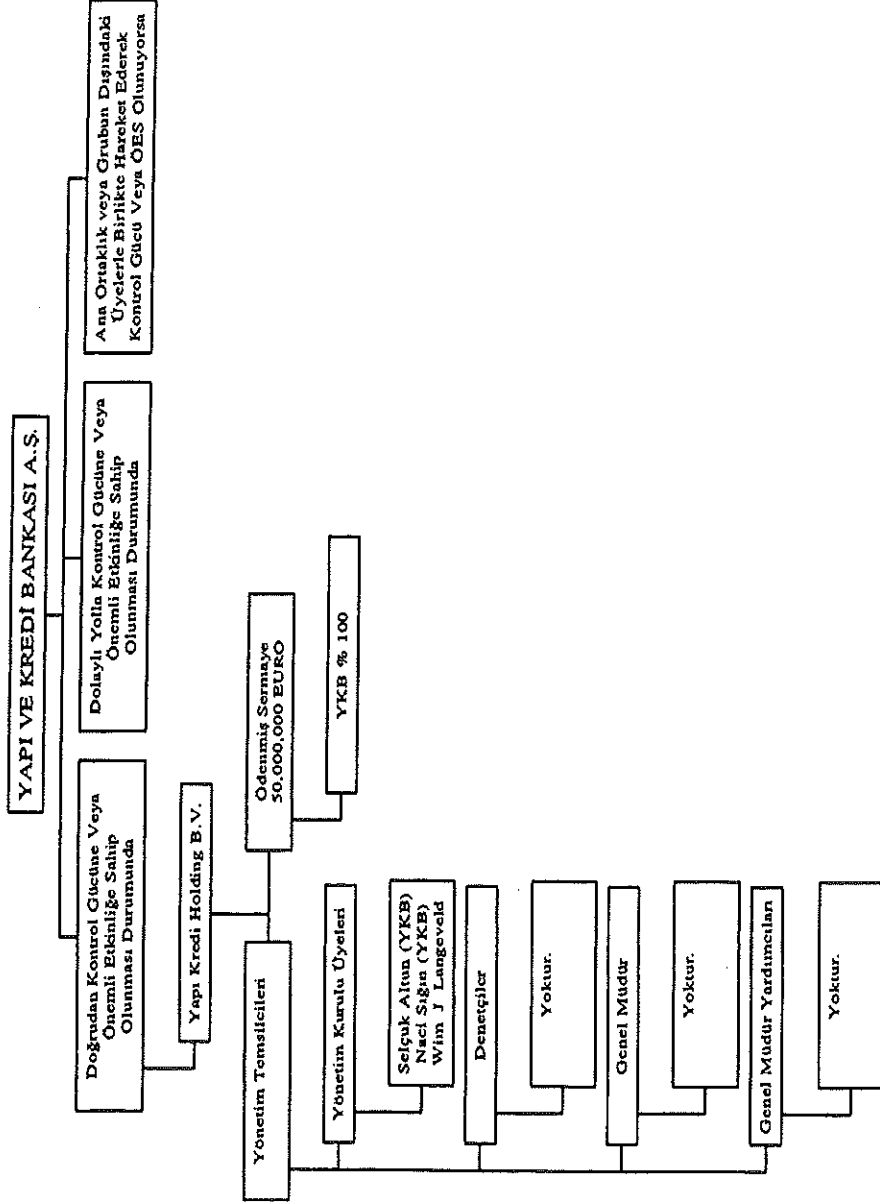 YAPI VE KREDİ BANKASI A.Ş.
Doğrudan Kontrol Gücüne Veya
Önemli Etkinliğe Sahip
Olunması Durumunda
Dolaylı Yolla Kontrol Gücüne Veya
Önemli Etkinliğe Sahip
Olunması Durumunda
Ana Ortaklık veya Grubun Dışındaki
Üyelerle Birlikte Hareket Ederek
Kontrol Gücü Veya ÖES Olunuyorsa
Yapı Kredi Holding B.V.
Yönetim Temsilcileri
Ödenmiş Sermaye
50.000.000 EURO
YKB % 100
Yönetim Kurulu Üyeleri
Selçuk Altun (YKB)
Naci Sığın (YKB)
Wim J Langeveld
Denetçiler
Yoktur.
Genel Müdür
Yoktur.
Genel Müdür Yardımcıları
Yoktur.